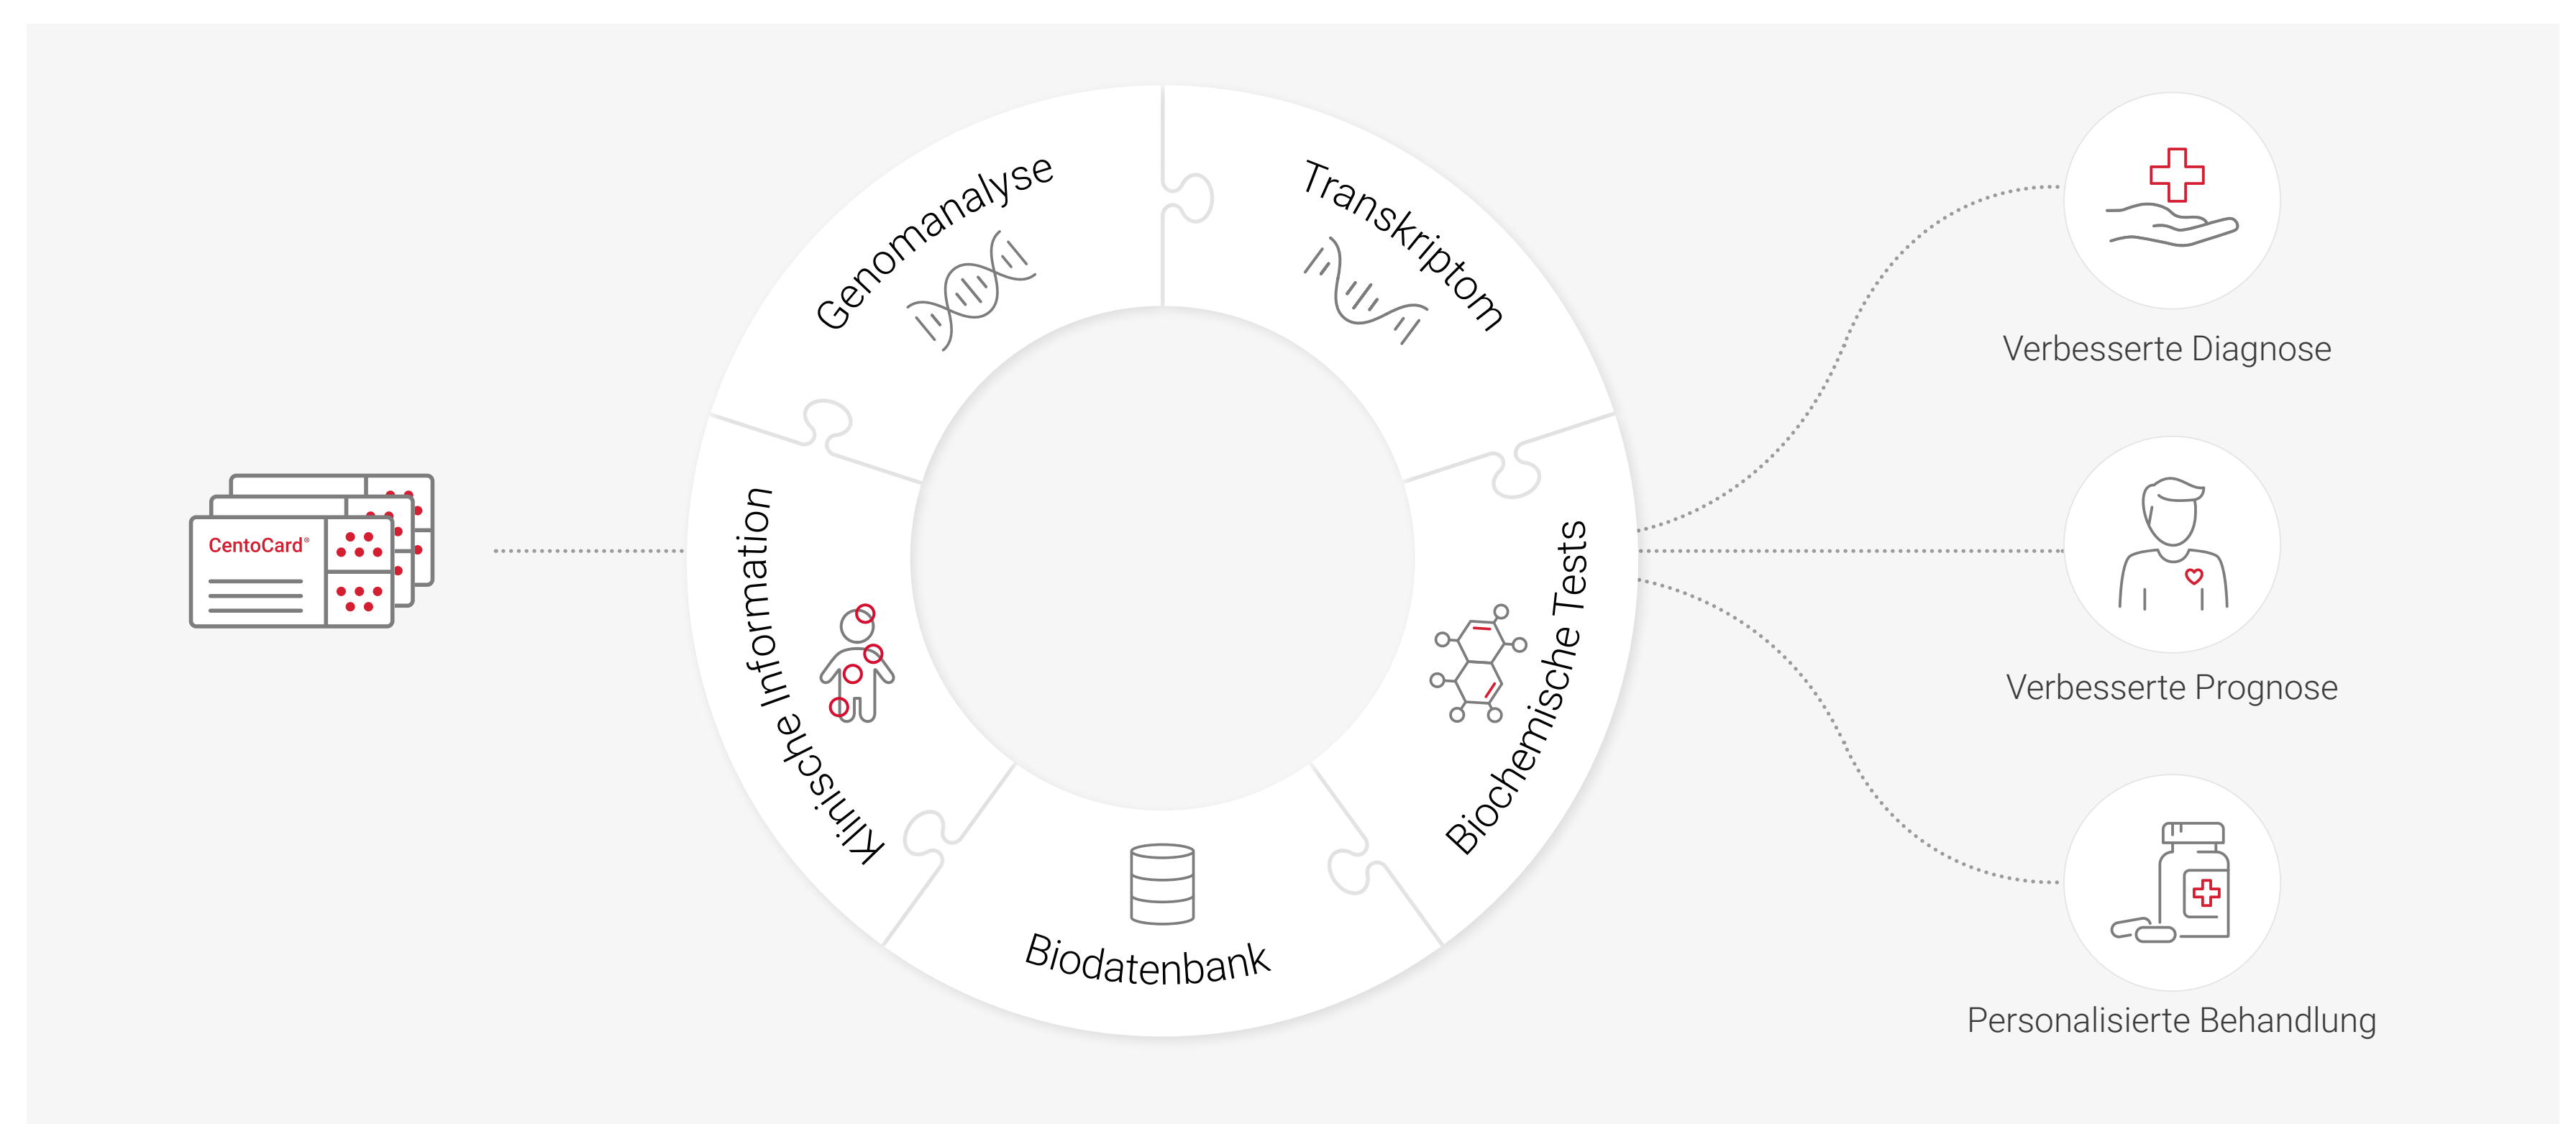 CentoCard®
Genomanalyse
Transkriptom
Biochemische Tests
Biodatenbank
Klinische Information
Verbesserte Diagnose
Verbesserte Prognose
Personalisierte Behandlung